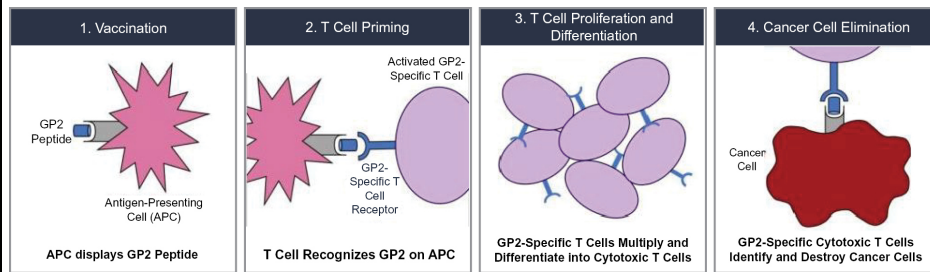 1. Vaccination
GP2
Peptide
Antigen-Presenting
Cell (APC)
APC displays GP2 Peptide
2. T Cell Priming
Activated GP2-
Specific T Cell
GP2-
Specific T
Cell
Receptor
T Cell Recognizes GP2 on APC
3. T Cell Proliferation and
Differentiation
GP2-Specific T Cells Multiply and
Differentiate into Cytotoxic T Cells
4. Cancer Cell Elimination
Cancer
Cell
GP2-Specific Cytotoxic T Cells
Identify and Destroy Cancer Cells